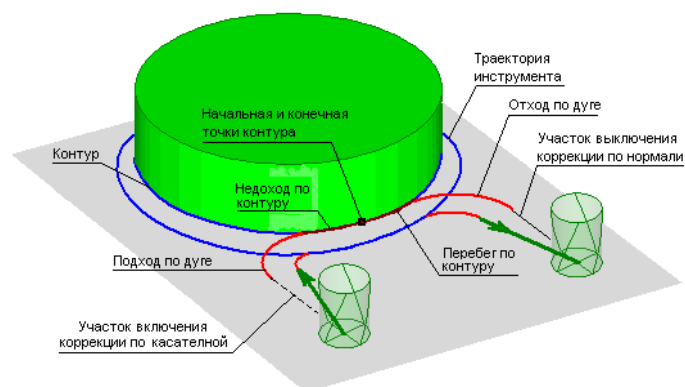 Траектория
инструмента
Отход по дуге
Начальная и конечная
точки контура
Участок выключения
коррекции по нормали
Контур
Недоход по
контуру
Перебег по
контуру
Подход по дуге
Участок включения
коррекции по касательной